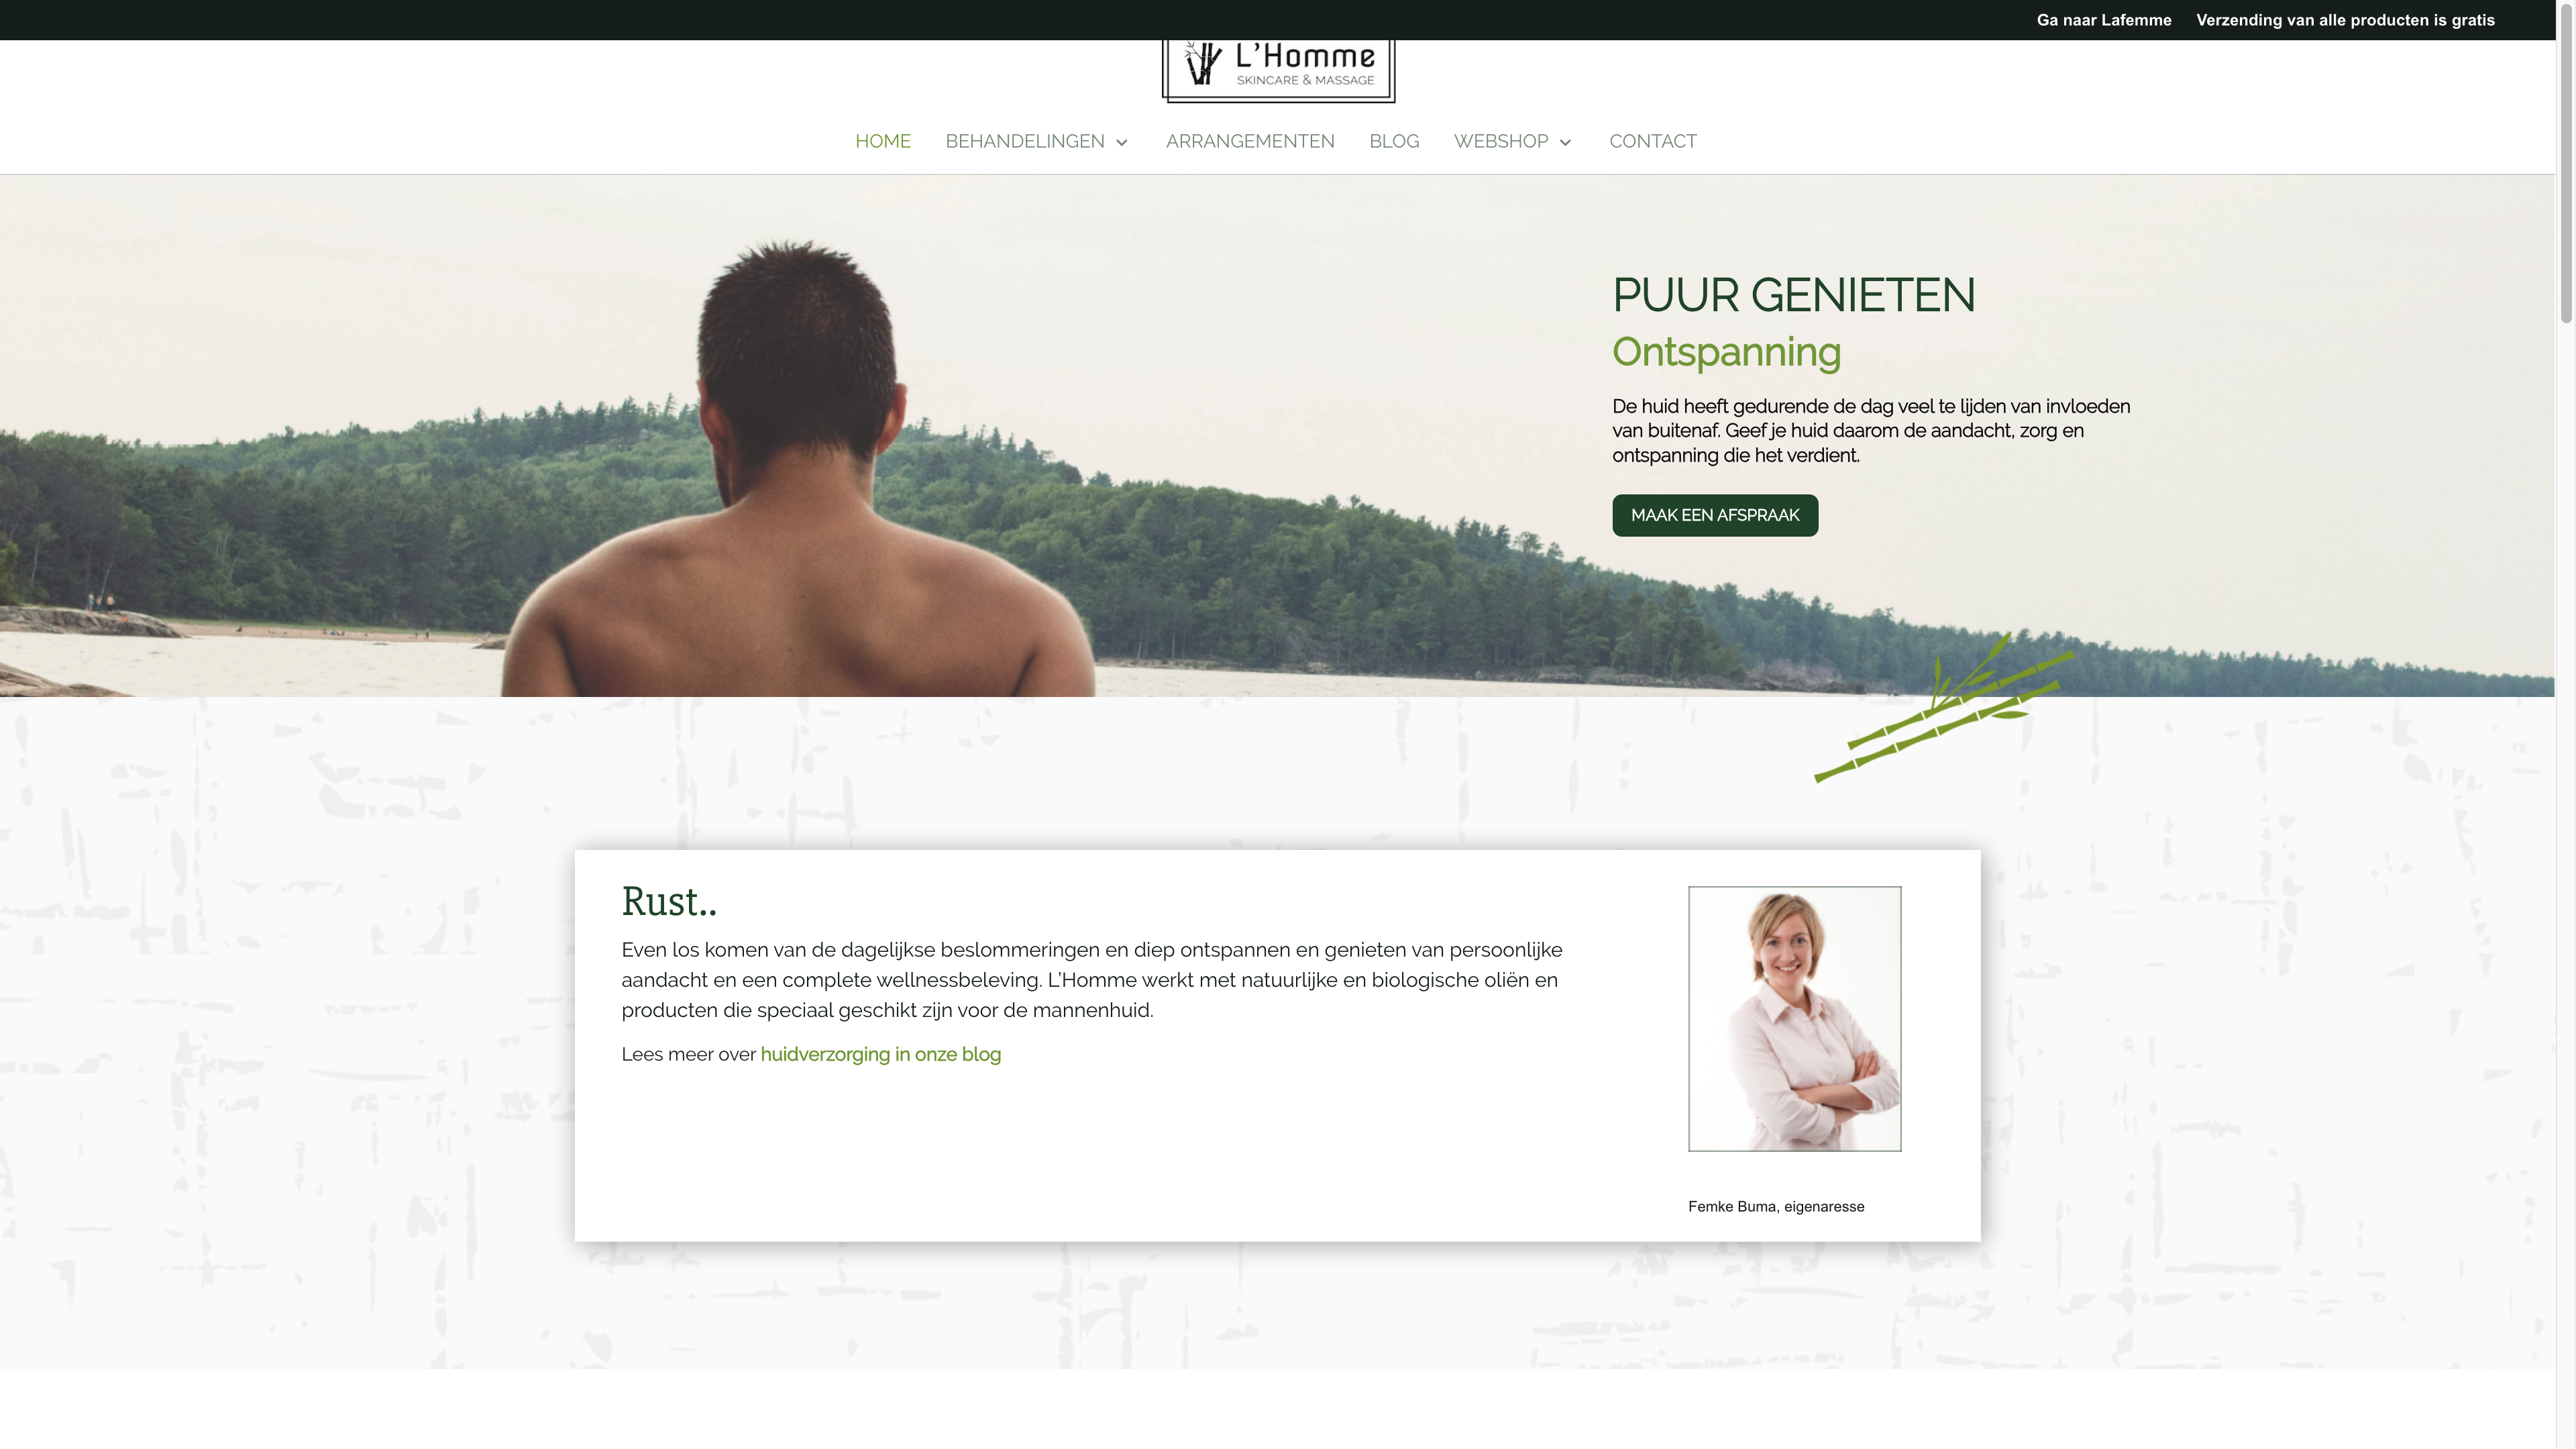 Ga naar Lafemme Verzending van alle producten is gratis
L'Homme
SKINCARE & MASSAGE
HOME BEHANDELINGEN ARRANGEMENTEN BLOG WEBSHOP CONTACT
PUUR GENIETEN
Ontspanning
De huid heeft gedurende de dag veel te lijden van invloeden
van buitenaf. Geef je huid daarom de aandacht, zorg en
ontspanning die het verdient.
MAAK EEN AFSPRAAK
Rust..
Even los komen van de dagelijkse beslommeringen en diep ontspannen en genieten van persoonlijke
aandacht en een complete wellnessbeleving. L'Homme werkt met natuurlijke en biologische oliën en
producten die speciaal geschikt zijn voor de mannenhuid.
Lees meer over huidverzorging in onze blog
Femke Buma, eigenaresse